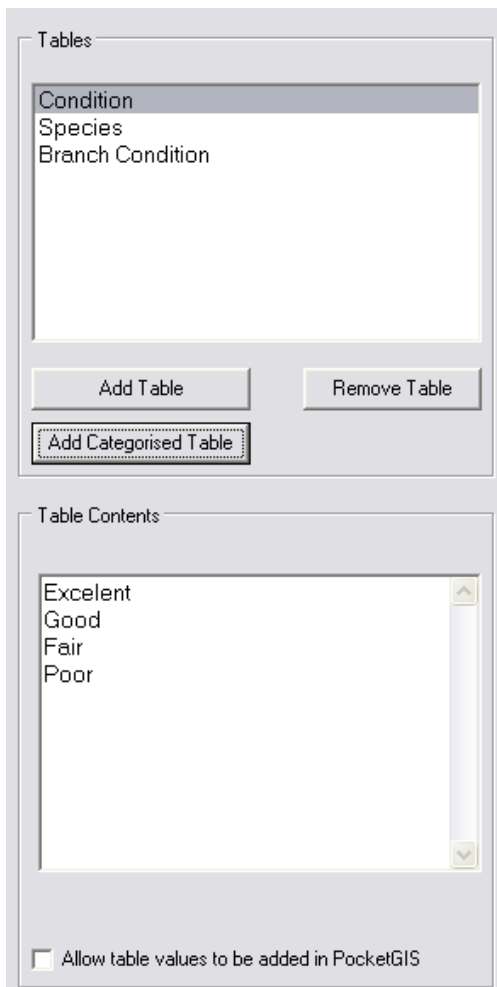 Tables
Condition
Species
Branch Condition
Add Table
Remove Table
Add Categorised Table
Table Contents
Excelent
Good
Fair
Poor
Allow table values to be added in PocketGIS